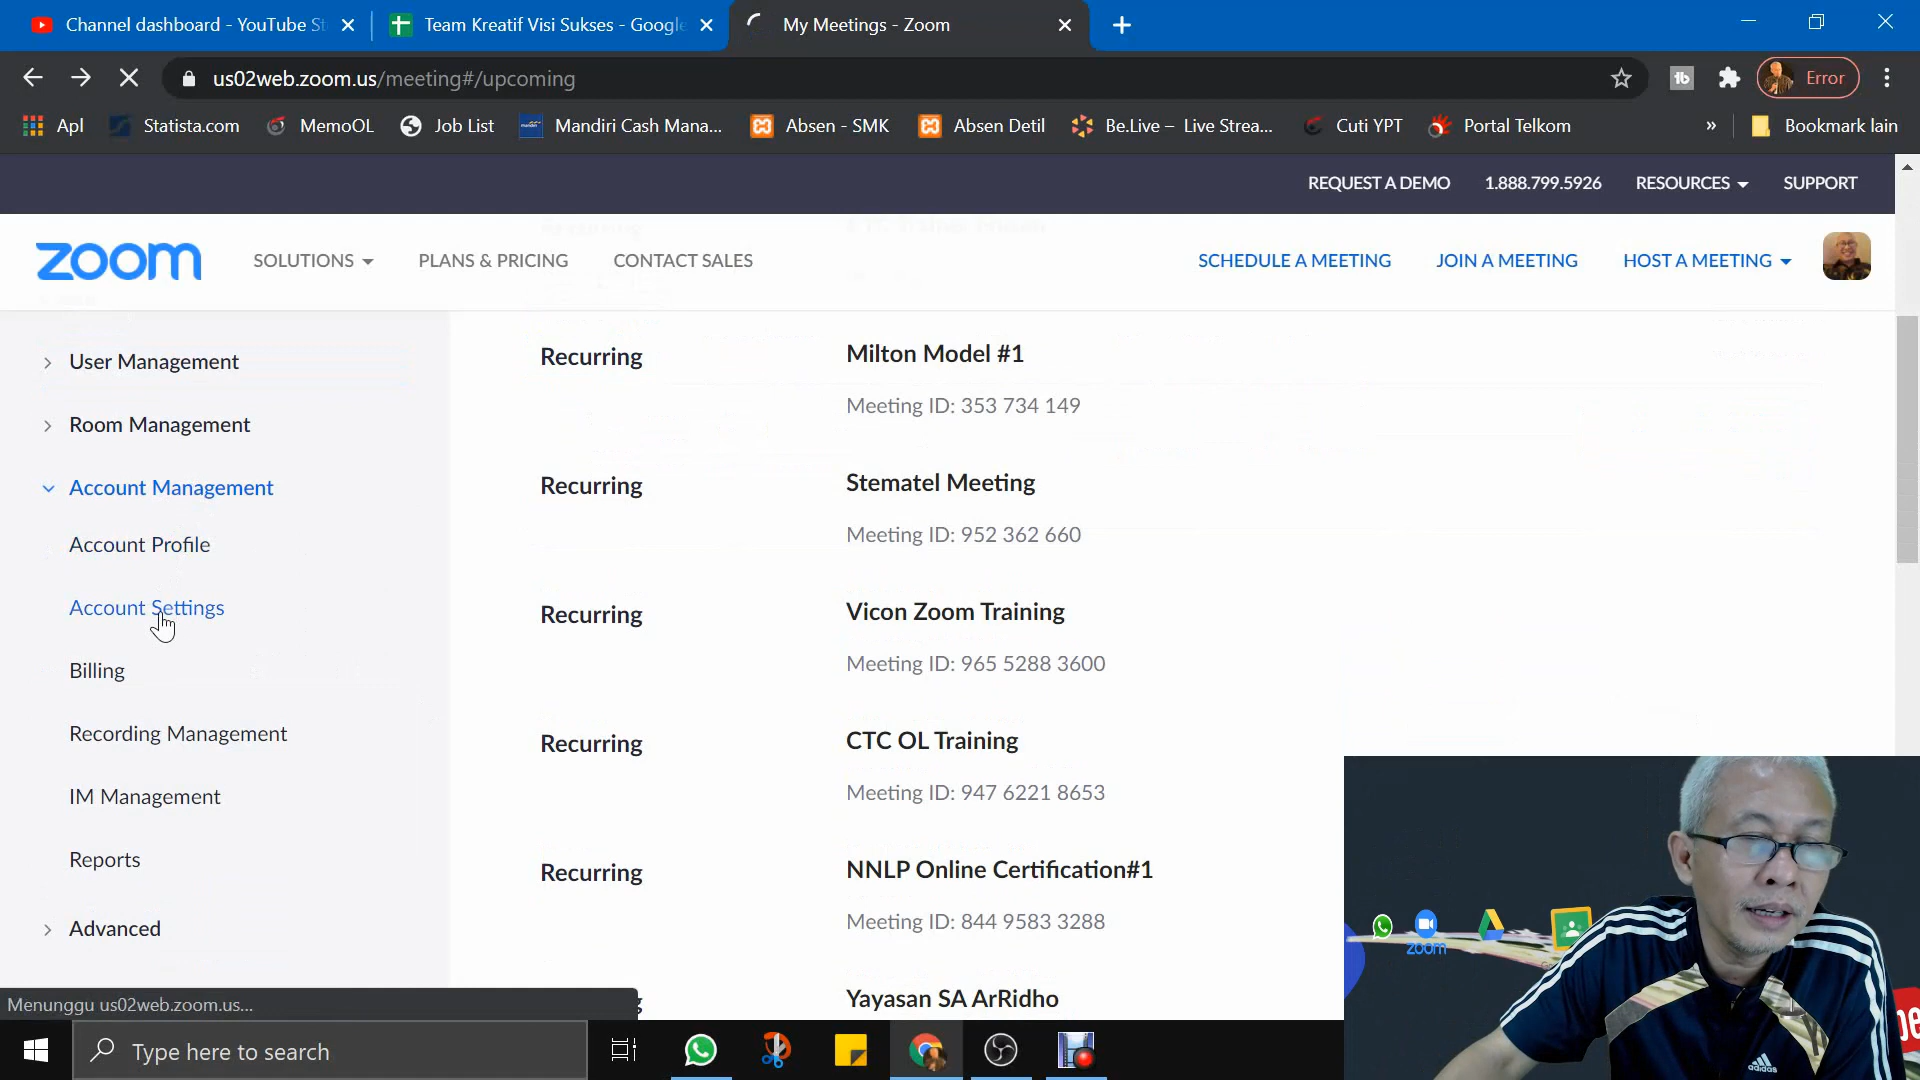 Channel dashboard - YouTube St
Team Kreatif Visi Sukses - Google
My Meetings - Zoom
us02web.zoom.us/meeting#/upcoming
Error
Apl
Statista.com
MemoOL
Job List
Mandiri Cash Mana...
Absen - SMK
Absen Detil
Be.Live – Live Strea...
Cuti YPT
Portal Telkom
»
Bookmark lain
REQUEST A DEMO
1.888.799.5926
RESOURCES
SUPPORT
zoom
SOLUTIONS
PLANS & PRICING
CONTACT SALES
SCHEDULE A MEETING
JOIN A MEETING
HOST A MEETING
User Management
Room Management
Account Management
Account Profile
Account Settings
Billing
Recording Management
IM Management
Reports
Advanced
Recurring
Milton Model #1
Meeting ID: 353 734 149
Recurring
Stematel Meeting
Meeting ID: 952 362 660
Recurring
Vicon Zoom Training
Meeting ID: 965 5288 3600
Recurring
CTC OL Training
Meeting ID: 947 6221 8653
Recurring
NNLP Online Certification#1
Meeting ID: 844 9583 3288
Yayasan SA ArRidho
Menunggu us02web.zoom.us...
Type here to search
zoom
adidas